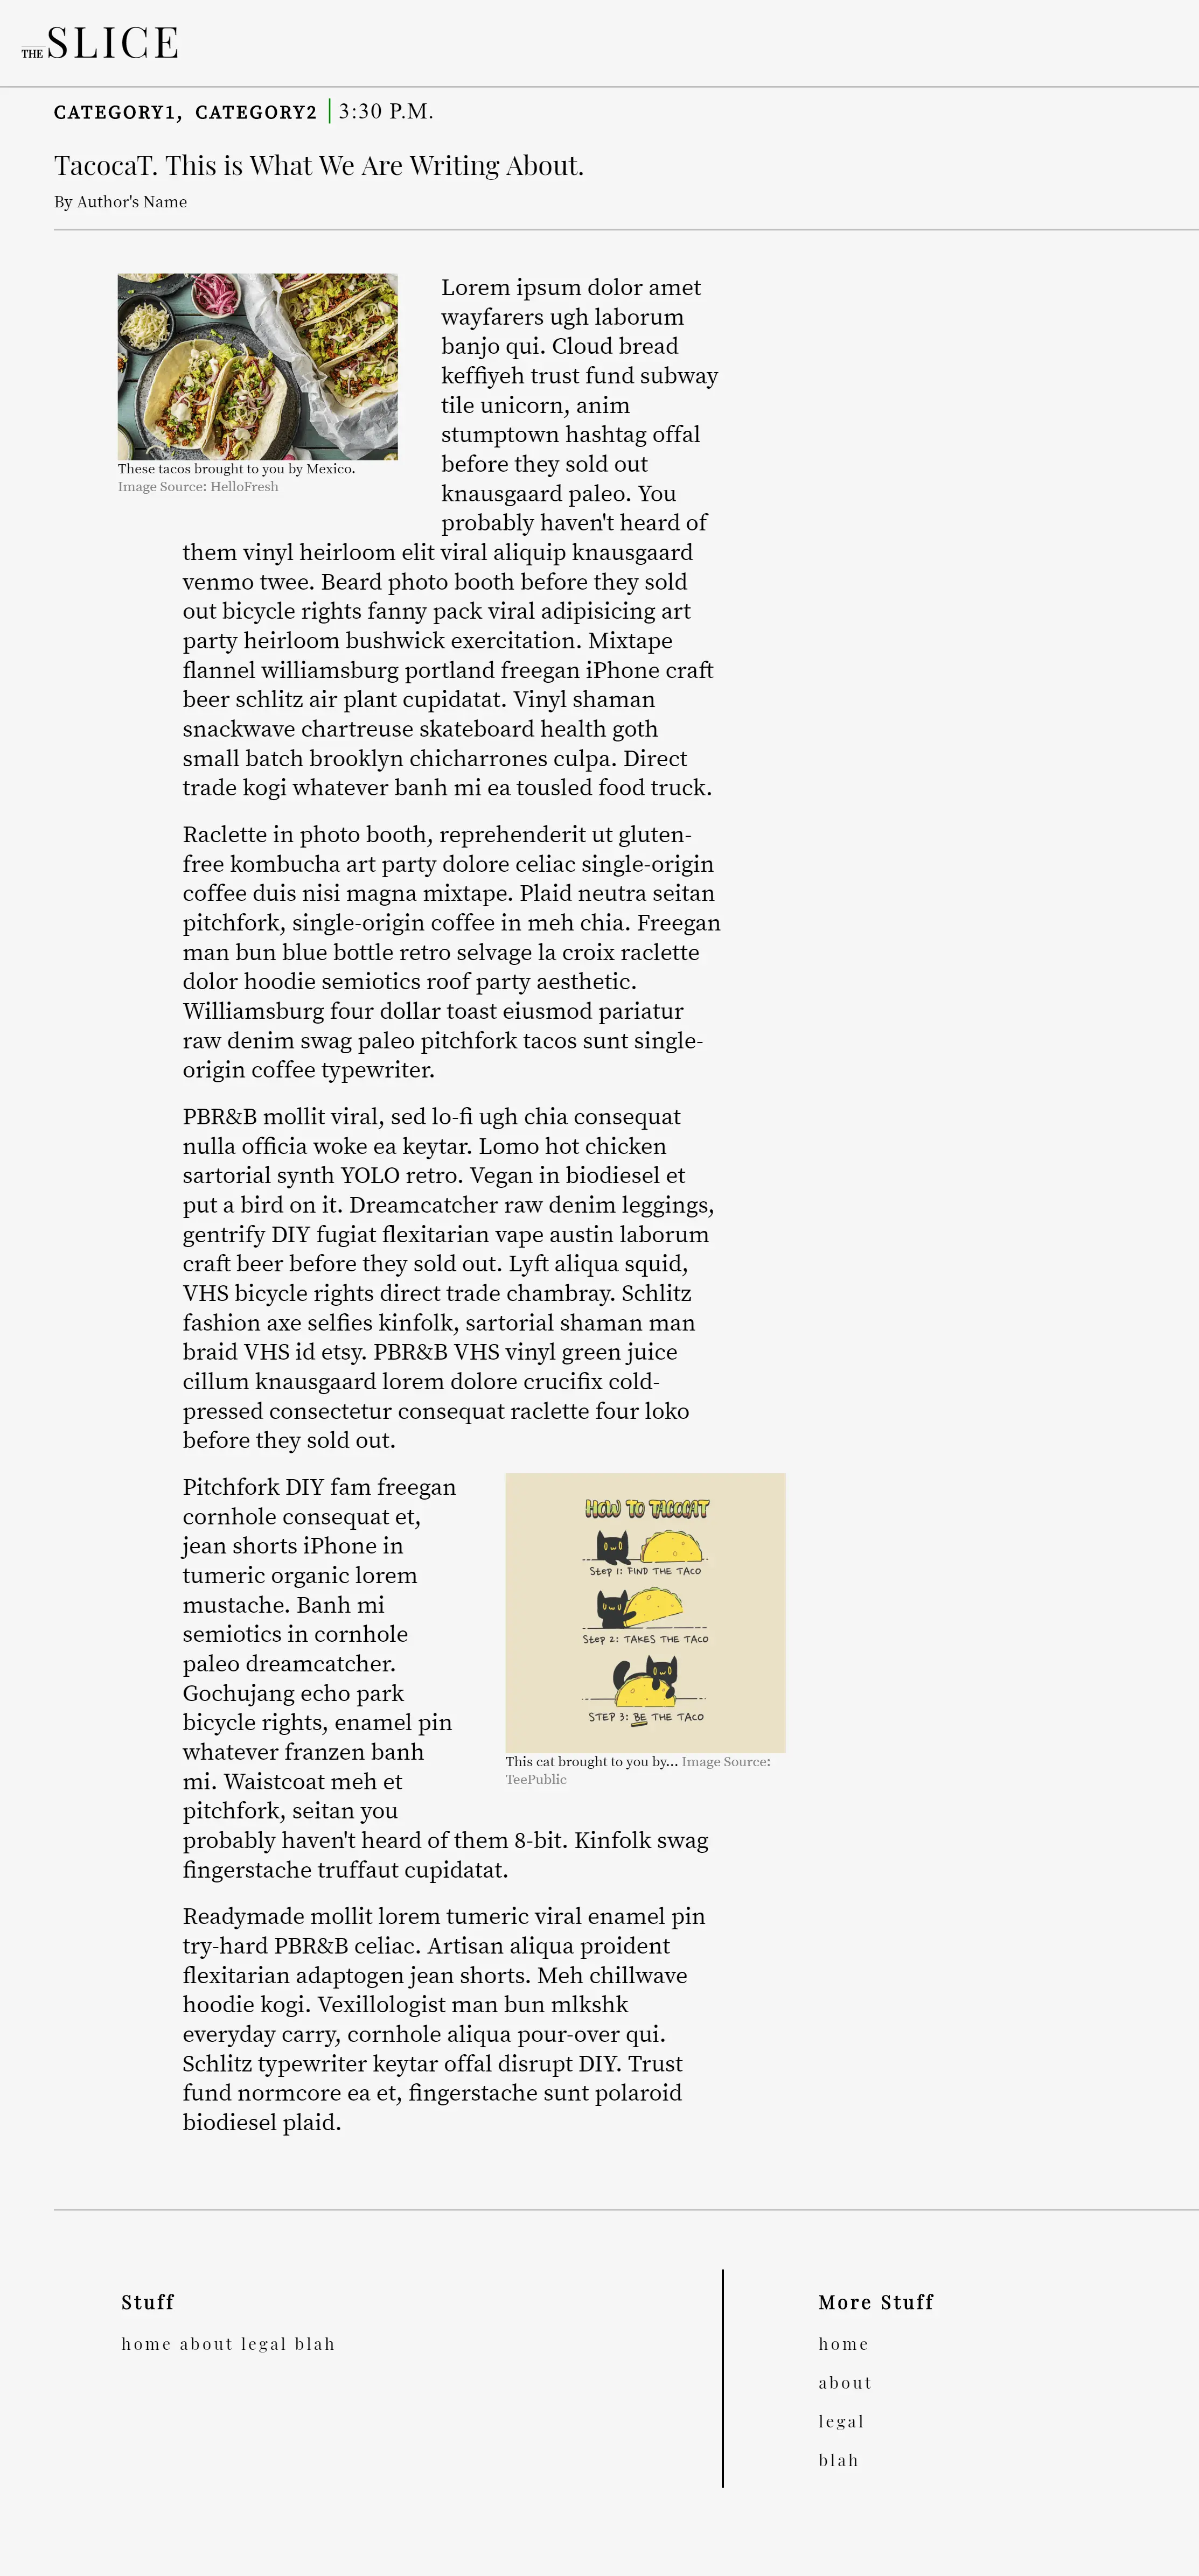 THE SLICE
CATEGORY1, CATEGORY2 3:30 P.M.
TacocaT. This is What We Are Writing About.
By Author's Name
These tacos brought to you by Mexico.
Image Source: HelloFresh
Lorem ipsum dolor amet
wayfarers ugh laborum
banjo qui. Cloud bread
keffiyeh trust fund subway
tile unicorn, anim
stumptown hashtag offal
before they sold out
knausgaard paleo. You
probably haven't heard of
them vinyl heirloom elit viral aliquip knausgaard
venmo twee. Beard photo booth before they sold
out bicycle rights fanny pack viral adipisicing art
party heirloom bushwick exercitation. Mixtape
flannel williamsburg portland freegan iPhone craft
beer schlitz air plant cupidatat. Vinyl shaman
snackwave chartreuse skateboard health goth
small batch brooklyn chicharrones culpa. Direct
trade kogi whatever banh mi ea tousled food truck.
Raclette in photo booth, reprehenderit ut gluten-
free kombucha art party dolore celiac single-origin
coffee duis nisi magna mixtape. Plaid neutra seitan
pitchfork, single-origin coffee in meh chia. Freegan
man bun blue bottle retro selvage la croix raclette
dolor hoodie semiotics roof party aesthetic.
Williamsburg four dollar toast eiusmod pariatur
raw denim swag paleo pitchfork tacos sunt single-
origin coffee typewriter.
PBR&B mollit viral, sed lo-fi ugh chia consequat
nulla officia woke ea keytar. Lomo hot chicken
sartorial synth YOLO retro. Vegan in biodiesel et
put a bird on it. Dreamcatcher raw denim leggings,
gentrify DIY fugiat flexitarian vape austin laborum
craft beer before they sold out. Lyft aliqua squid,
VHS bicycle rights direct trade chambray. Schlitz
fashion axe selfies kinfolk, sartorial shaman man
braid VHS id etsy. PBR&B VHS vinyl green juice
cillum knausgaard lorem dolore crucifix cold-
pressed consectetur consequat raclette four loko
before they sold out.
Pitchfork DIY fam freegan
cornhole consequat et,
jean shorts iPhone in
tumeric organic lorem
mustache. Banh mi
semiotics in cornhole
paleo dreamcatcher.
Gochujang echo park
bicycle rights, enamel pin
whatever franzen banh
mi. Waistcoat meh et
pitchfork, seitan you
probably haven't heard of them 8-bit. Kinfolk swag
fingerstache truffaut cupidatat.
HOW TO TACOCAT
Step 1: FIND THE TACO
Step 2: TAKES THE TACO
STEP 3: BE THE TACO
This cat brought to you by... Image Source:
TeePublic
Readymade mollit lorem tumeric viral enamel pin
try-hard PBR&B celiac. Artisan aliqua proident
flexitarian adaptogen jean shorts. Meh chillwave
hoodie kogi. Vexillologist man bun mlkshk
everyday carry, cornhole aliqua pour-over qui.
Schlitz typewriter keytar offal disrupt DIY. Trust
fund normcore ea et, fingerstache sunt polaroid
biodiesel plaid.
Stuff
home about legal blah
More Stuff
home
about
legal
blah